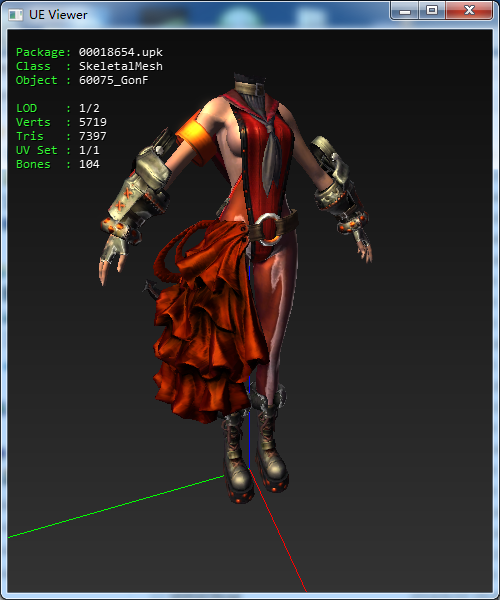 UE Viewer
Package: 00018654.upk
Class : SkeletalMesh
Object : 60075_GonF
LOD : 1/2
Verts : 5719
Tris : 7397
UV Set : 1/1
Bones : 104